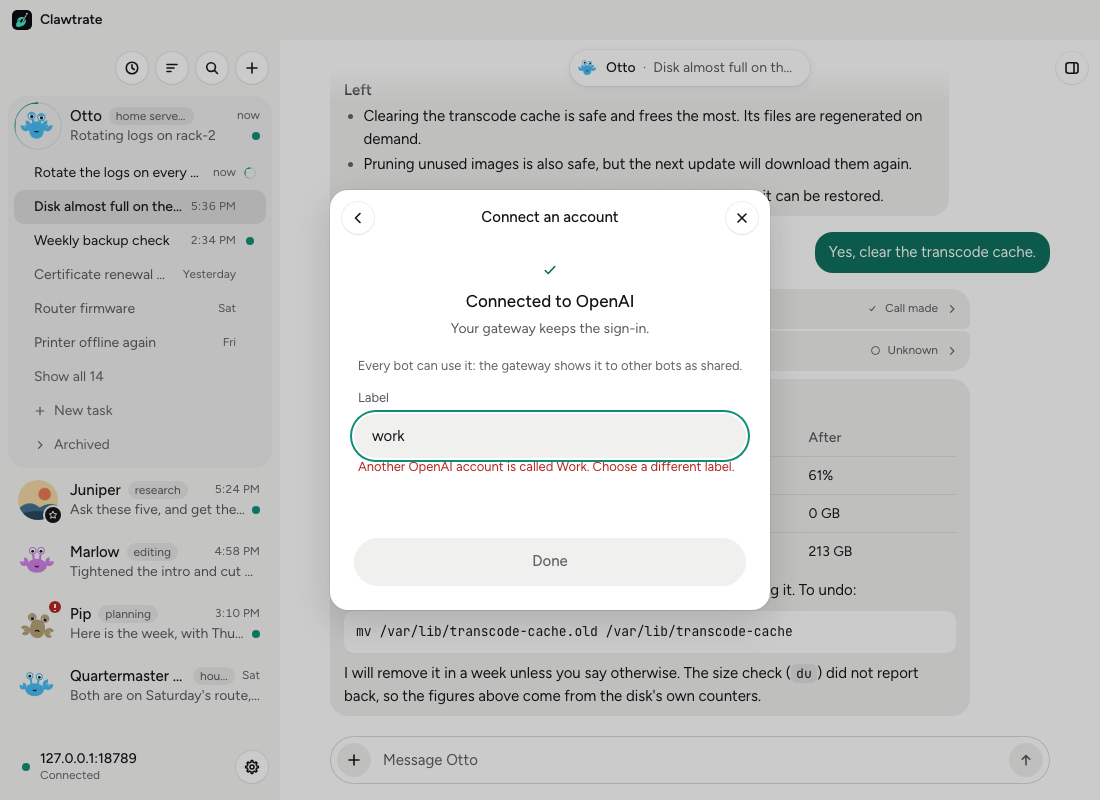 Clawtrate
Otto home serve... now
Rotating logs on rack-2
Rotate the logs on every ... now
Disk almost full on the... 5:36 PM
Weekly backup check 2:34 PM
Certificate renewal ... Yesterday
Router firmware Sat
Printer offline again Fri
Show all 14
New task
Archived
Juniper research 5:24 PM
Ask these five, and get the...
Marlow editing 4:58 PM
Tightened the intro and cut ...
Pip planning 3:10 PM
Here is the week, with Thu...
Quartermaster ... hou... Sat
Both are on Saturday's route,...
127.0.0.1:18789
Connected
Otto · Disk almost full on th...
Left
Clearing the transcode cache is safe and frees the most. Its files are regenerated on
demand.
Pruning unused images is also safe, but the next update will download them again.
it can be restored.
Yes, clear the transcode cache.
Call made
Unknown
After
61%
0 GB
213 GB
g it. To undo:
mv /var/lib/transcode-cache.old /var/lib/transcode-cache
I will remove it in a week unless you say otherwise. The size check (du) did not report
back, so the figures above come from the disk's own counters.
Message Otto
Connect an account
Connected to OpenAI
Your gateway keeps the sign-in.
Every bot can use it: the gateway shows it to other bots as shared.
Label
work
Another OpenAI account is called Work. Choose a different label.
Done